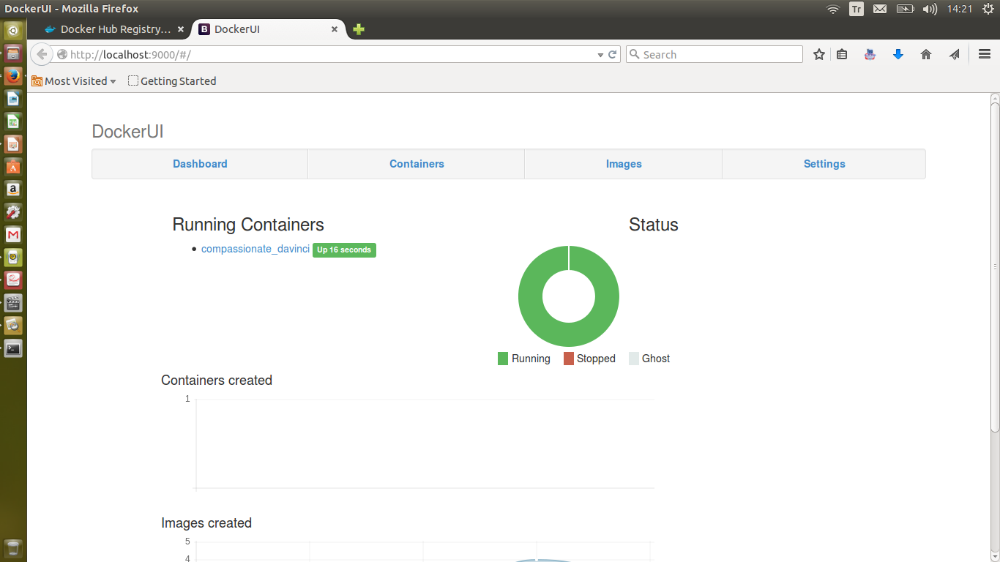 DockerUI - Mozilla Firefox
Tr
14:21
Docker Hub Registry...
B DockerUI
http://localhost:9000/#/
Search
Most Visited
Getting Started
DockerUI
Dashboard Containers Images Settings
Running Containers
compassionate_davinci Up 16 seconds
Status
Running Stopped Ghost
Containers created
1
Images created
5
4